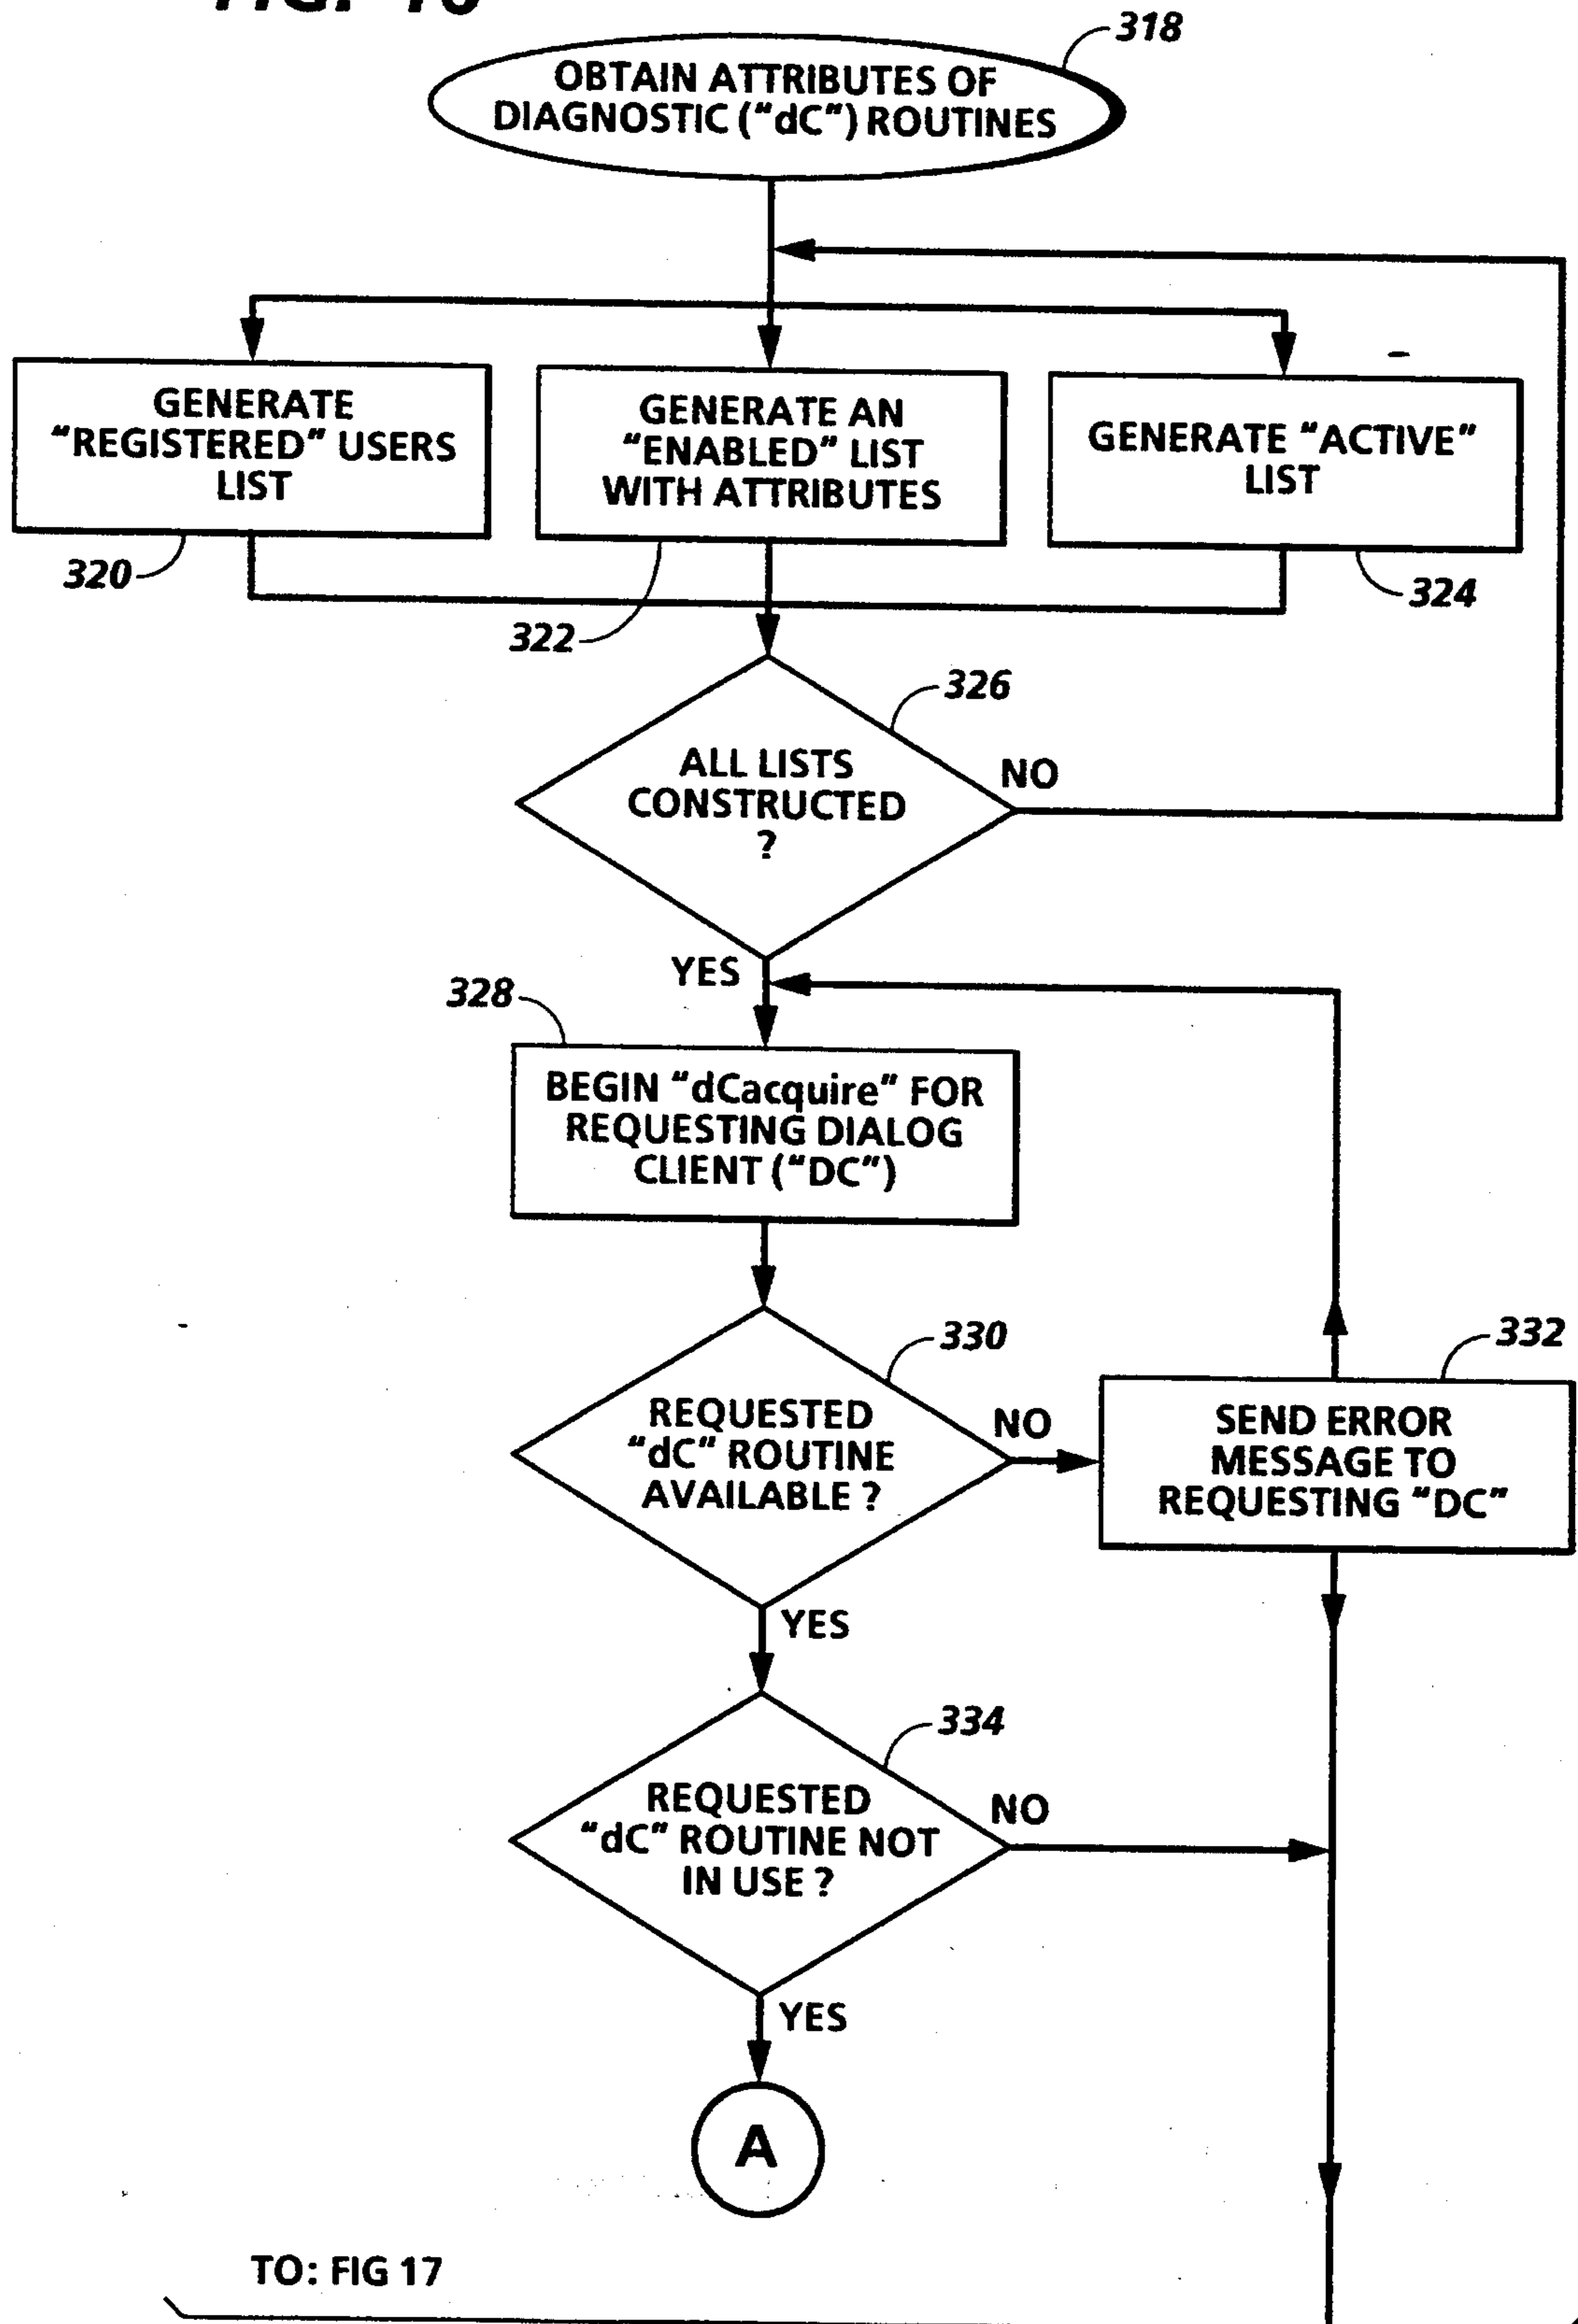 318
OBTAIN ATTRIBUTES OF
DIAGNOSTIC ("dC") ROUTINES
GENERATE
"REGISTERED" USERS
LIST
GENERATE AN
"ENABLED" LIST
WITH ATTRIBUTES
GENERATE "ACTIVE"
LIST
320
322
324
326
ALL LISTS
CONSTRUCTED
?
NO
YES
328
BEGIN "dCacquire" FOR
REQUESTING DIALOG
CLIENT ("DC")
330
REQUESTED
"dC" ROUTINE
AVAILABLE ?
NO
332
SEND ERROR
MESSAGE TO
REQUESTING "DC"
YES
334
REQUESTED
"dC" ROUTINE NOT
IN USE ?
NO
YES
A
TO: FIG 17